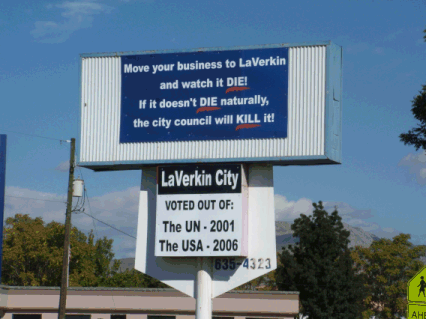 Move your business to LaVerkin
and watch it DIE!
If it doesn't DIE naturally,
the city council will KILL it!
LaVerkin City
VOTED OUT OF:
The UN - 2001
The USA - 2006
635-4323
AHE